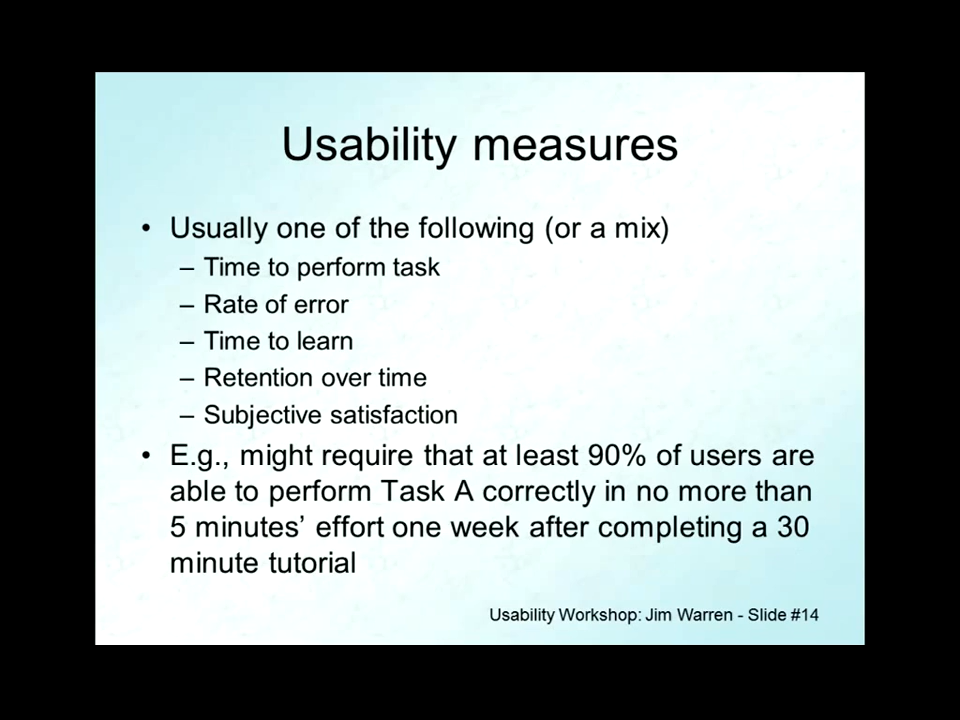 Usability measures
• Usually one of the following (or a mix)
– Time to perform task
– Rate of error
– Time to learn
– Retention over time
– Subjective satisfaction
• E.g., might require that at least 90% of users are
able to perform Task A correctly in no more than
5 minutes’ effort one week after completing a 30
minute tutorial
Usability Workshop: Jim Warren - Slide #14